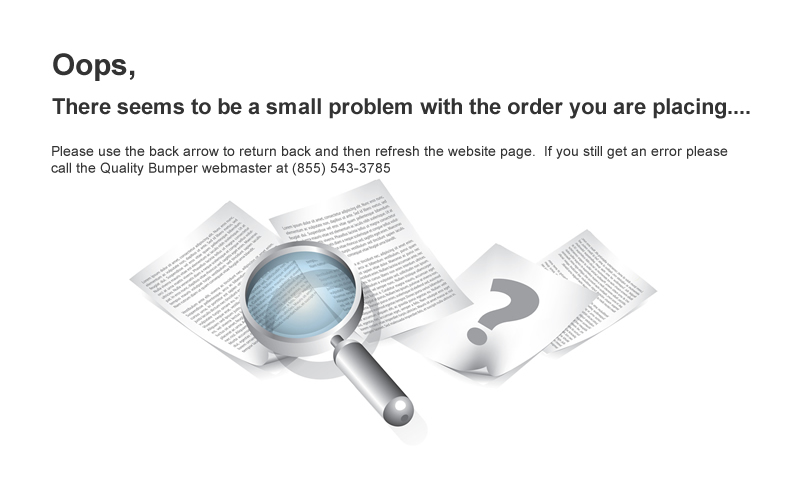 Oops,
There seems to be a small problem with the order you are placing....
Please use the back arrow to return back and then refresh the website page.  If you still get an error please
call the Quality Bumper webmaster at (855) 543-3785
?